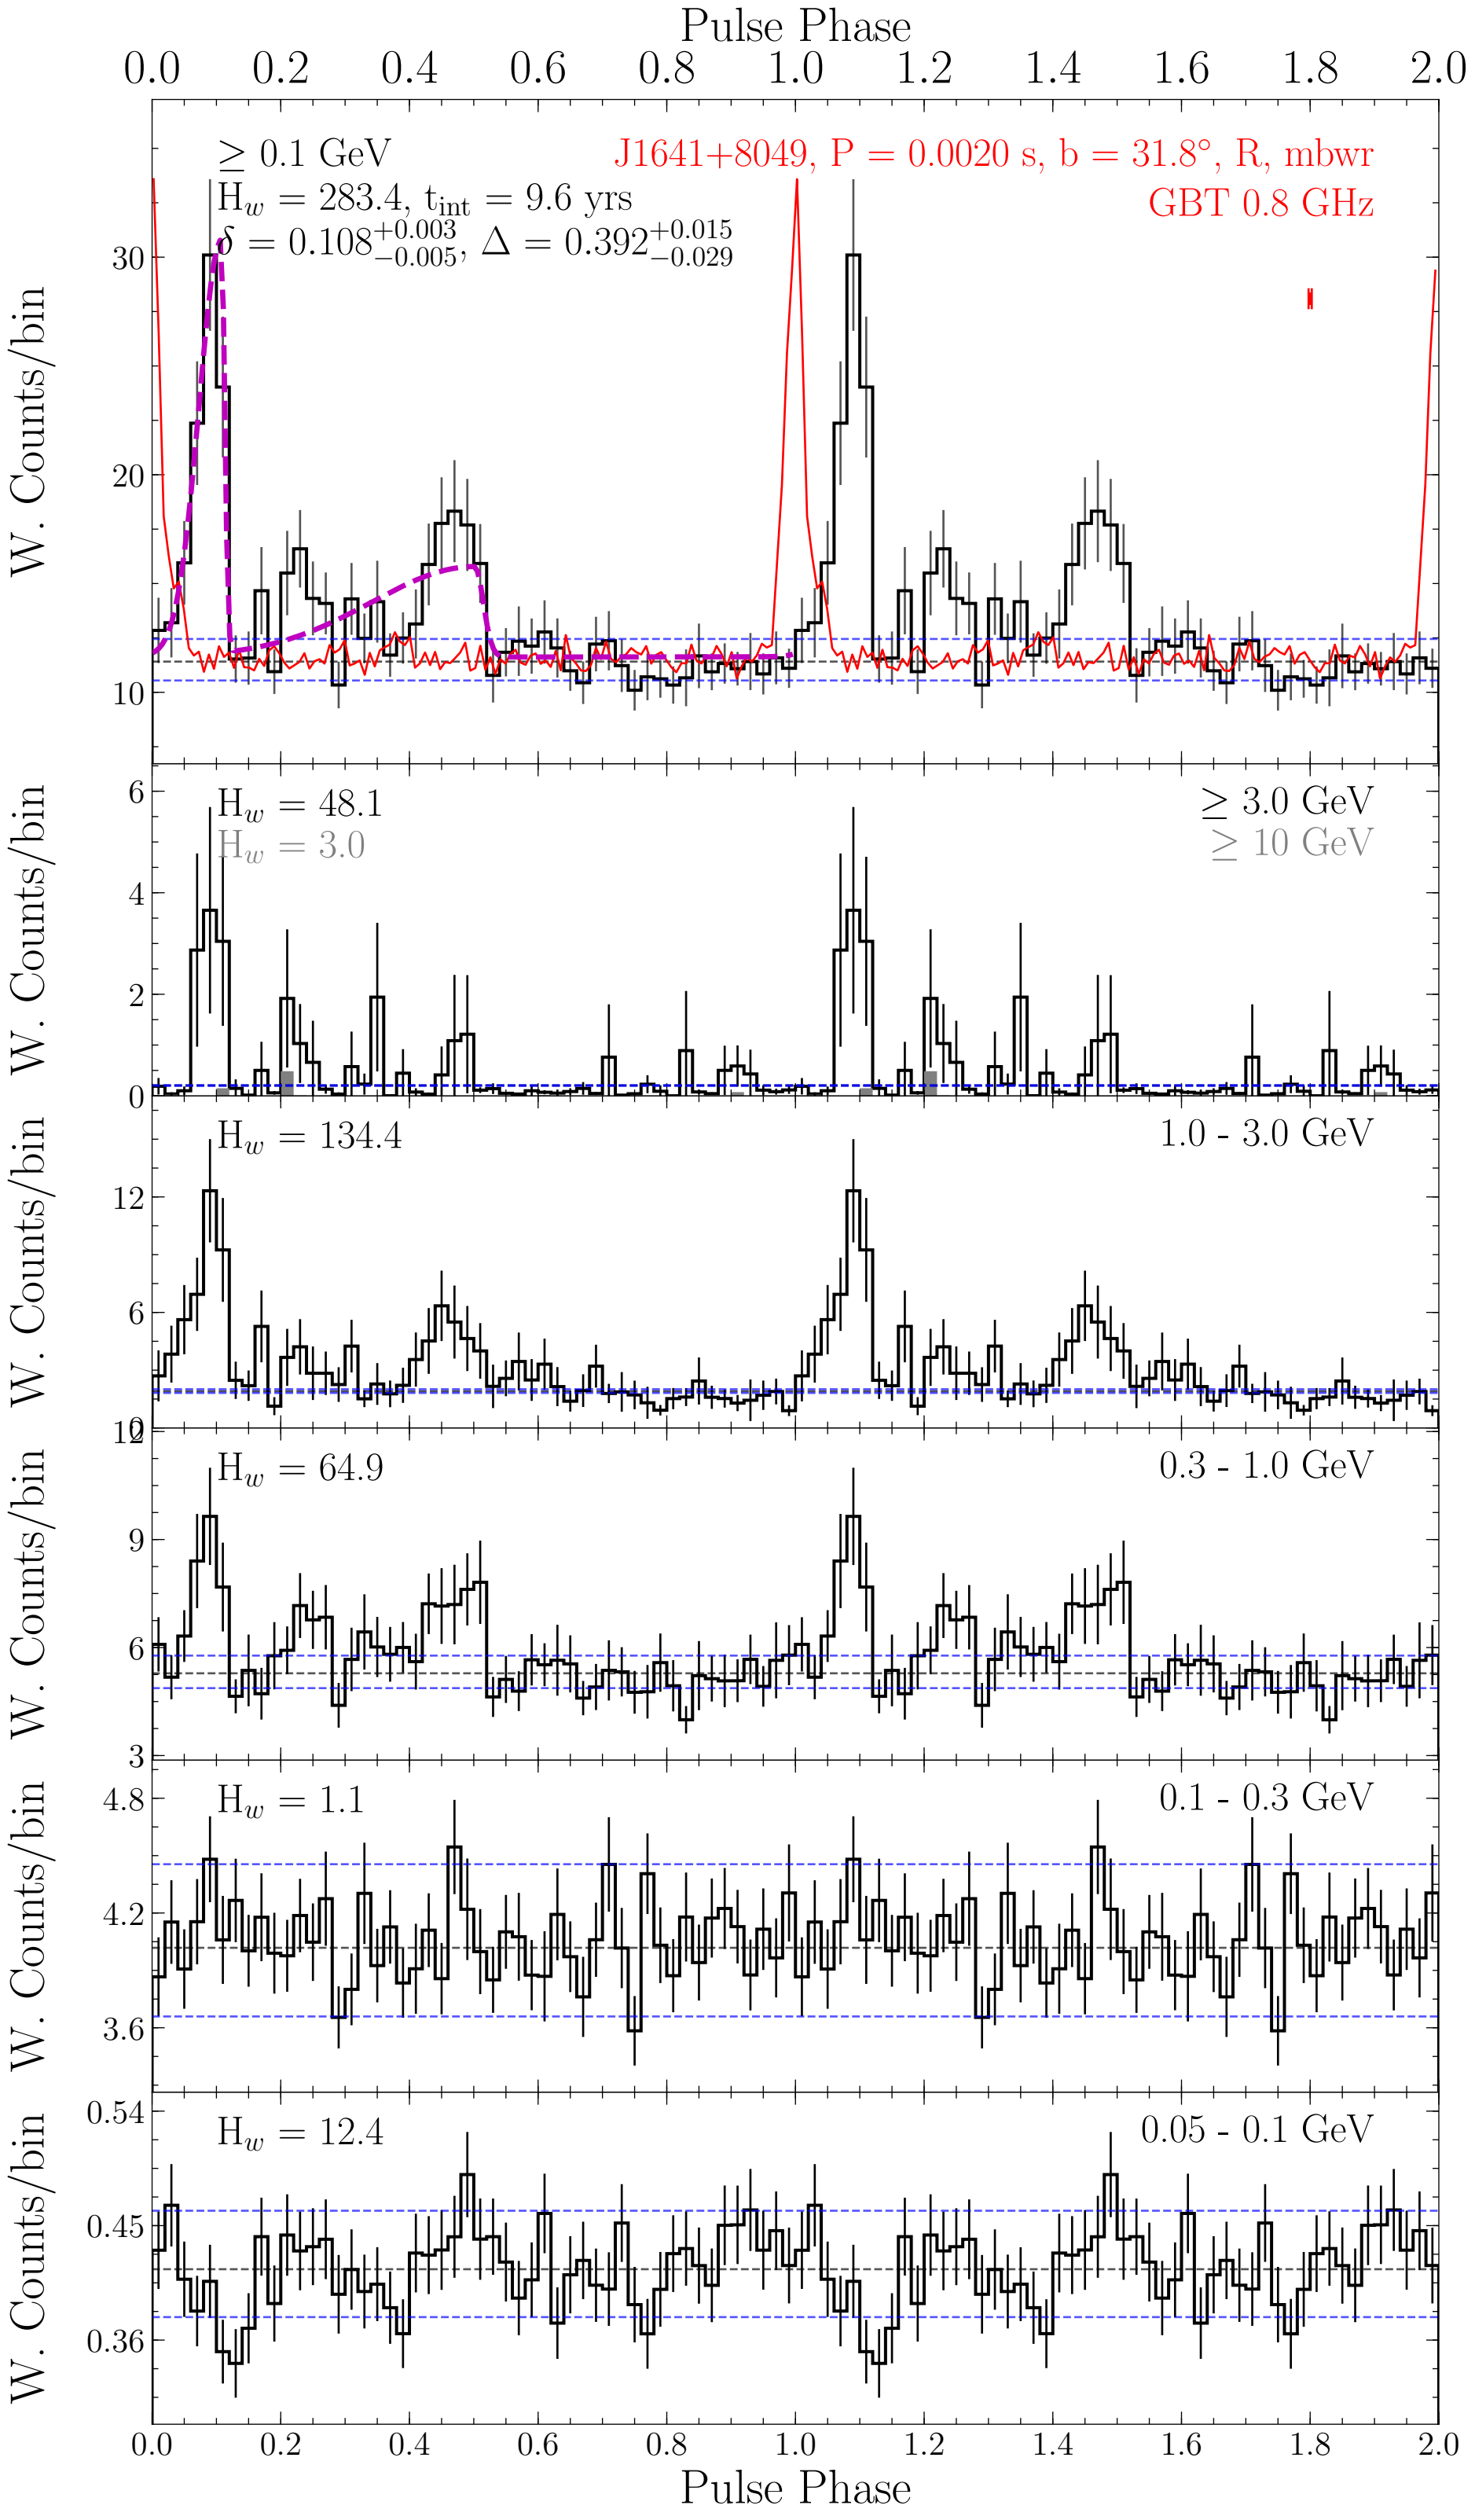 Pulse Phase
0.0 0.2 0.4 0.6 0.8 1.0 1.2 1.4 1.6 1.8 2.0
≥ 0.1 GeV
J1641+8049, P = 0.0020 s, b = 31.8°, R, mbwr
H_w = 283.4, t_int = 9.6 yrs
GBT 0.8 GHz
δ = 0.108^{+0.003}_{−0.005}, Δ = 0.392^{+0.015}_{−0.029}
W. Counts/bin
30
20
10
H_w = 48.1
≥ 3.0 GeV
H_w = 3.0
≥ 10 GeV
W. Counts/bin
6
4
2
0
H_w = 134.4
1.0 - 3.0 GeV
W. Counts/bin
12
6
0
H_w = 64.9
0.3 - 1.0 GeV
W. Counts/bin
12
9
6
3
H_w = 1.1
0.1 - 0.3 GeV
W. Counts/bin
4.8
4.2
3.6
H_w = 12.4
0.05 - 0.1 GeV
W. Counts/bin
0.54
0.45
0.36
0.0 0.2 0.4 0.6 0.8 1.0 1.2 1.4 1.6 1.8 2.0
Pulse Phase